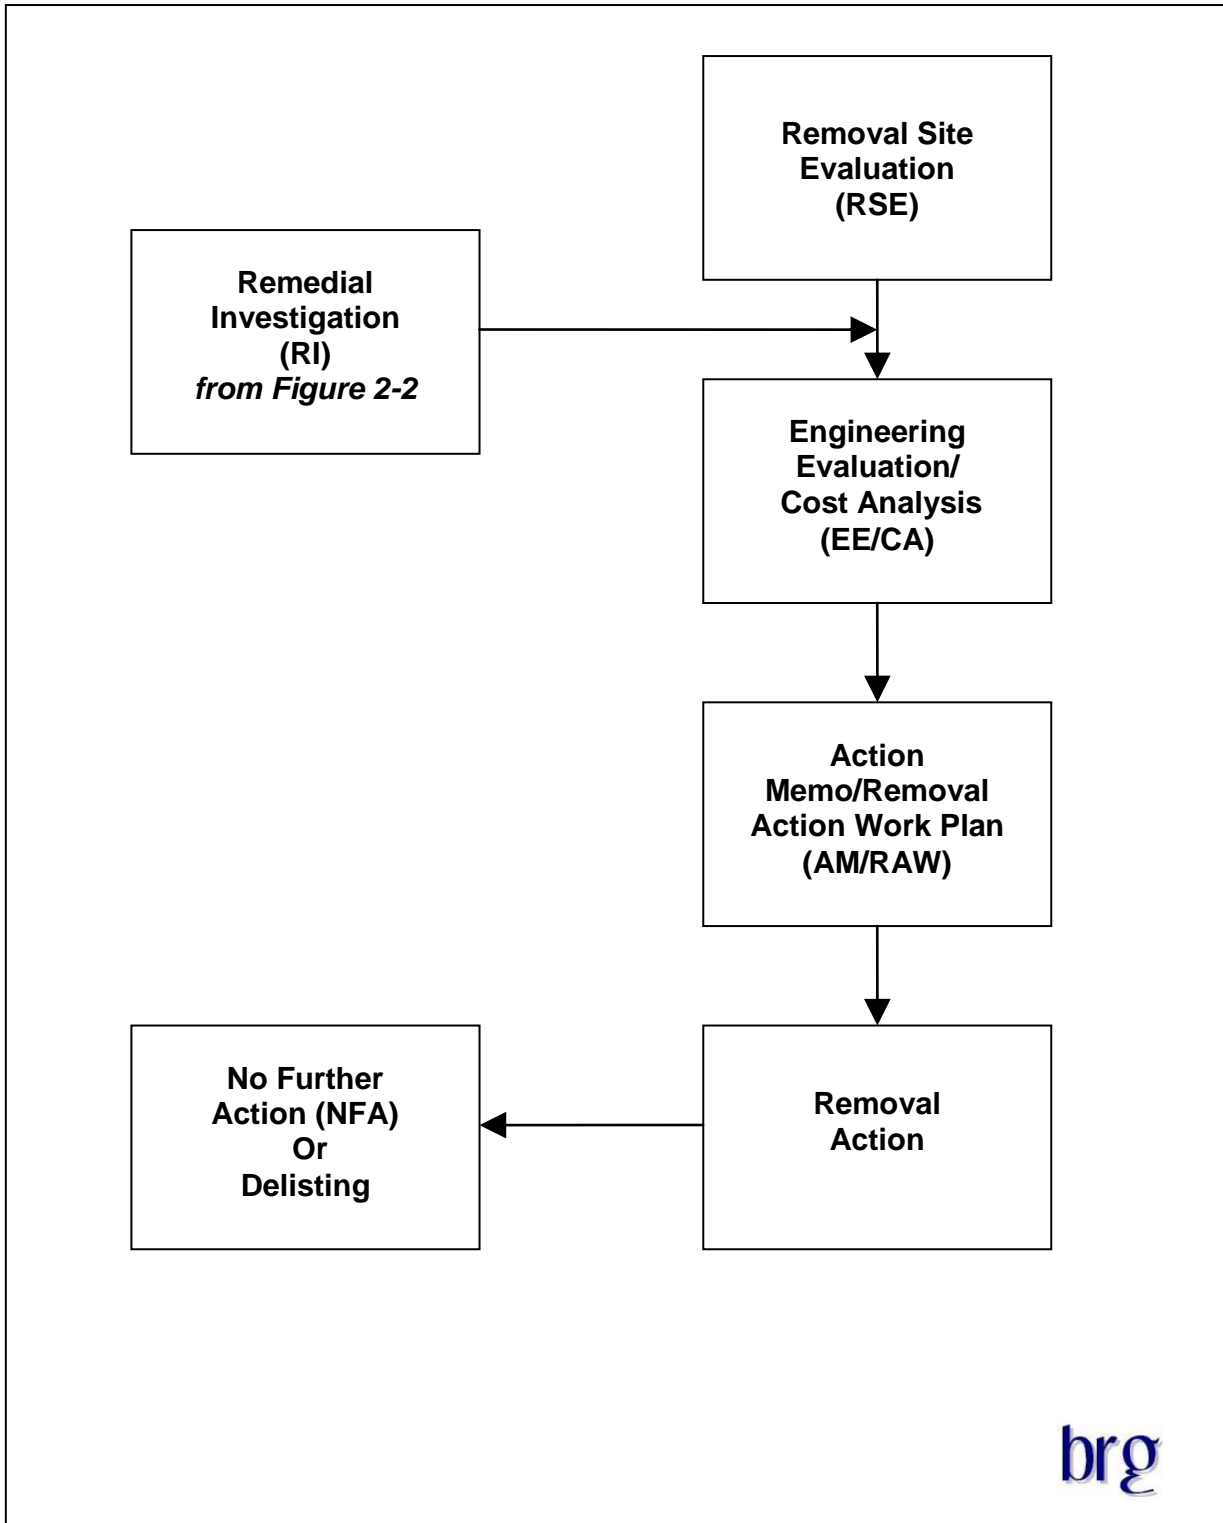 Removal Site
Evaluation
(RSE)
Remedial
Investigation
(RI)
from Figure 2-2
Engineering
Evaluation/
Cost Analysis
(EE/CA)
Action
Memo/Removal
Action Work Plan
(AM/RAW)
No Further
Action (NFA)
Or
Delisting
Removal
Action
brg